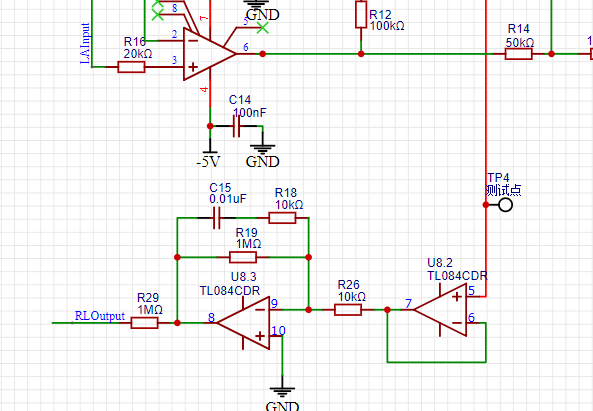 GND
8
7
5
R12
100kΩ
LAInput
2
R16
20kΩ
3
6
R14
50kΩ
4
C14
100nF
-5V
GND
TP4
测试点
C15
0.01uF
R18
10kΩ
R19
1MΩ
U8.3
TL084CDR
U8.2
TL084CDR
R26
10kΩ
R29
1MΩ
RLOutput
8
9
10
7
5
6
GND